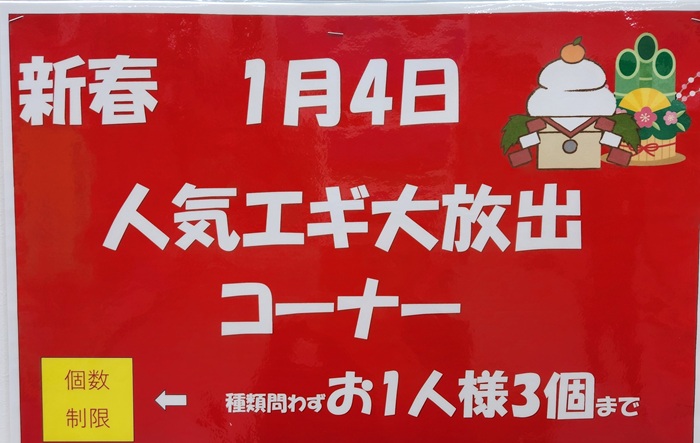 新春 1月4日
人気エギ大放出
コーナー
個数
制限
← 種類問わずお1人様3個まで